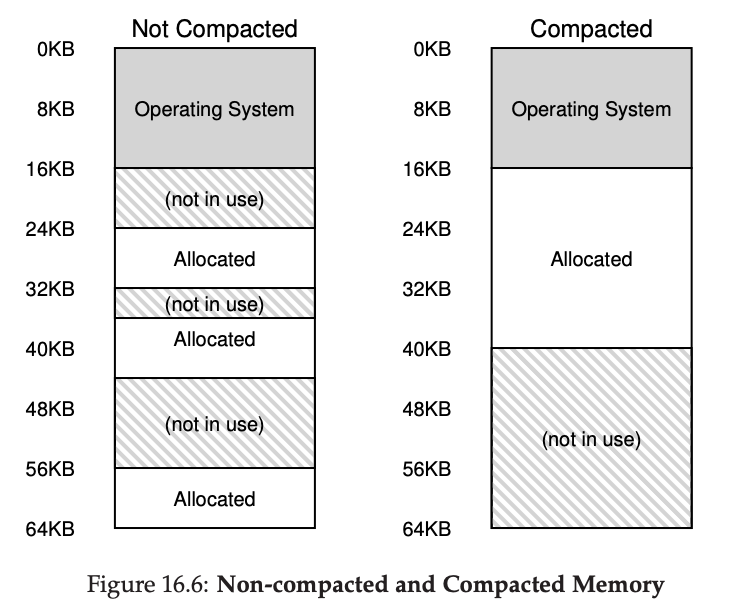 Not Compacted
0KB
8KB
16KB
24KB
32KB
40KB
48KB
56KB
64KB
Operating System
(not in use)
Allocated
(not in use)
Allocated
(not in use)
Allocated
Compacted
0KB
8KB
16KB
24KB
32KB
40KB
48KB
56KB
64KB
Operating System
Allocated
(not in use)
Figure 16.6: Non-compacted and Compacted Memory